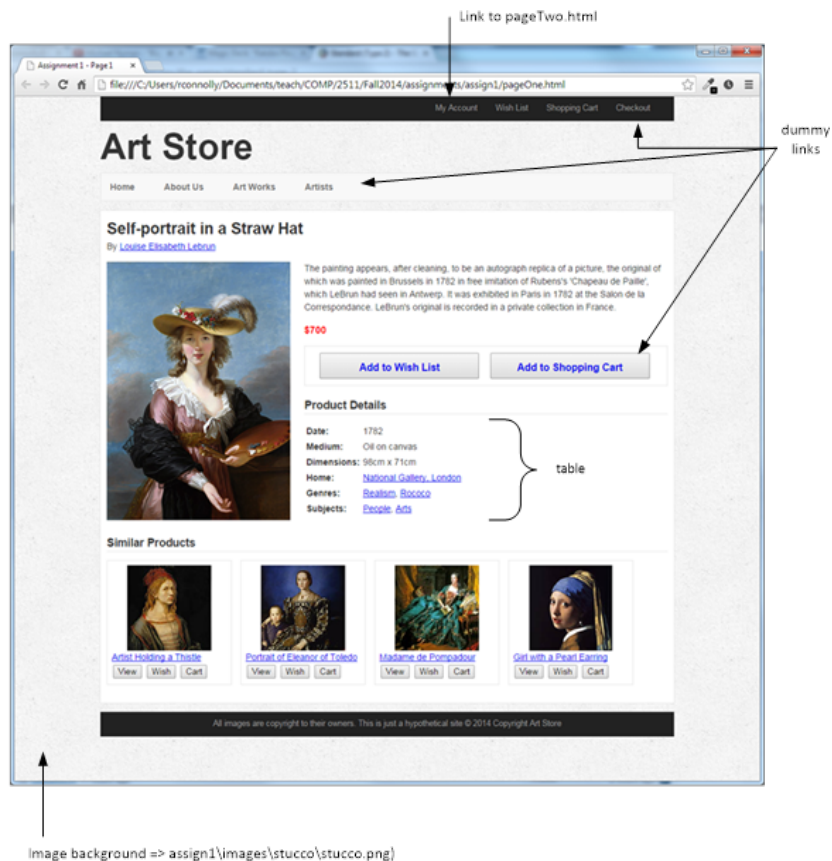 Link to pageTwo.html
Assignment 1 - Page 1
file:///C:/Users/rconnolly/Documents/teach/COMP/2511/Fall2014/assignments/assign1/pageOne.html
My Account Wish List Shopping Cart Checkout
dummy
links
Art Store
Home About Us Art Works Artists
Self-portrait in a Straw Hat
By Louise Elisabeth Lebrun
The painting appears, after cleaning, to be an autograph replica of a picture, the original of
which was painted in Brussels in 1782 in free imitation of Rubens's 'Chapeau de Paille',
which LeBrun had seen in Antwerp. It was exhibited in Paris in 1782 at the Salon de la
Correspondance. LeBrun's original is recorded in a private collection in France.
$700
Add to Wish List Add to Shopping Cart
Product Details
Date: 1782
Medium: Oil on canvas
Dimensions: 98cm x 71cm
Home: National Gallery, London
Genres: Realism, Rococo
Subjects: People, Arts
table
Similar Products
Artist Holding a Thistle Portrait of Eleanor of Toledo Madame de Pompadour Girl with a Pearl Earring
View Wish Cart View Wish Cart View Wish Cart View Wish Cart
All images are copyright to their owners. This is just a hypothetical site © 2014 Copyright Art Store
Image background => assign1\images\stucco\stucco.png)